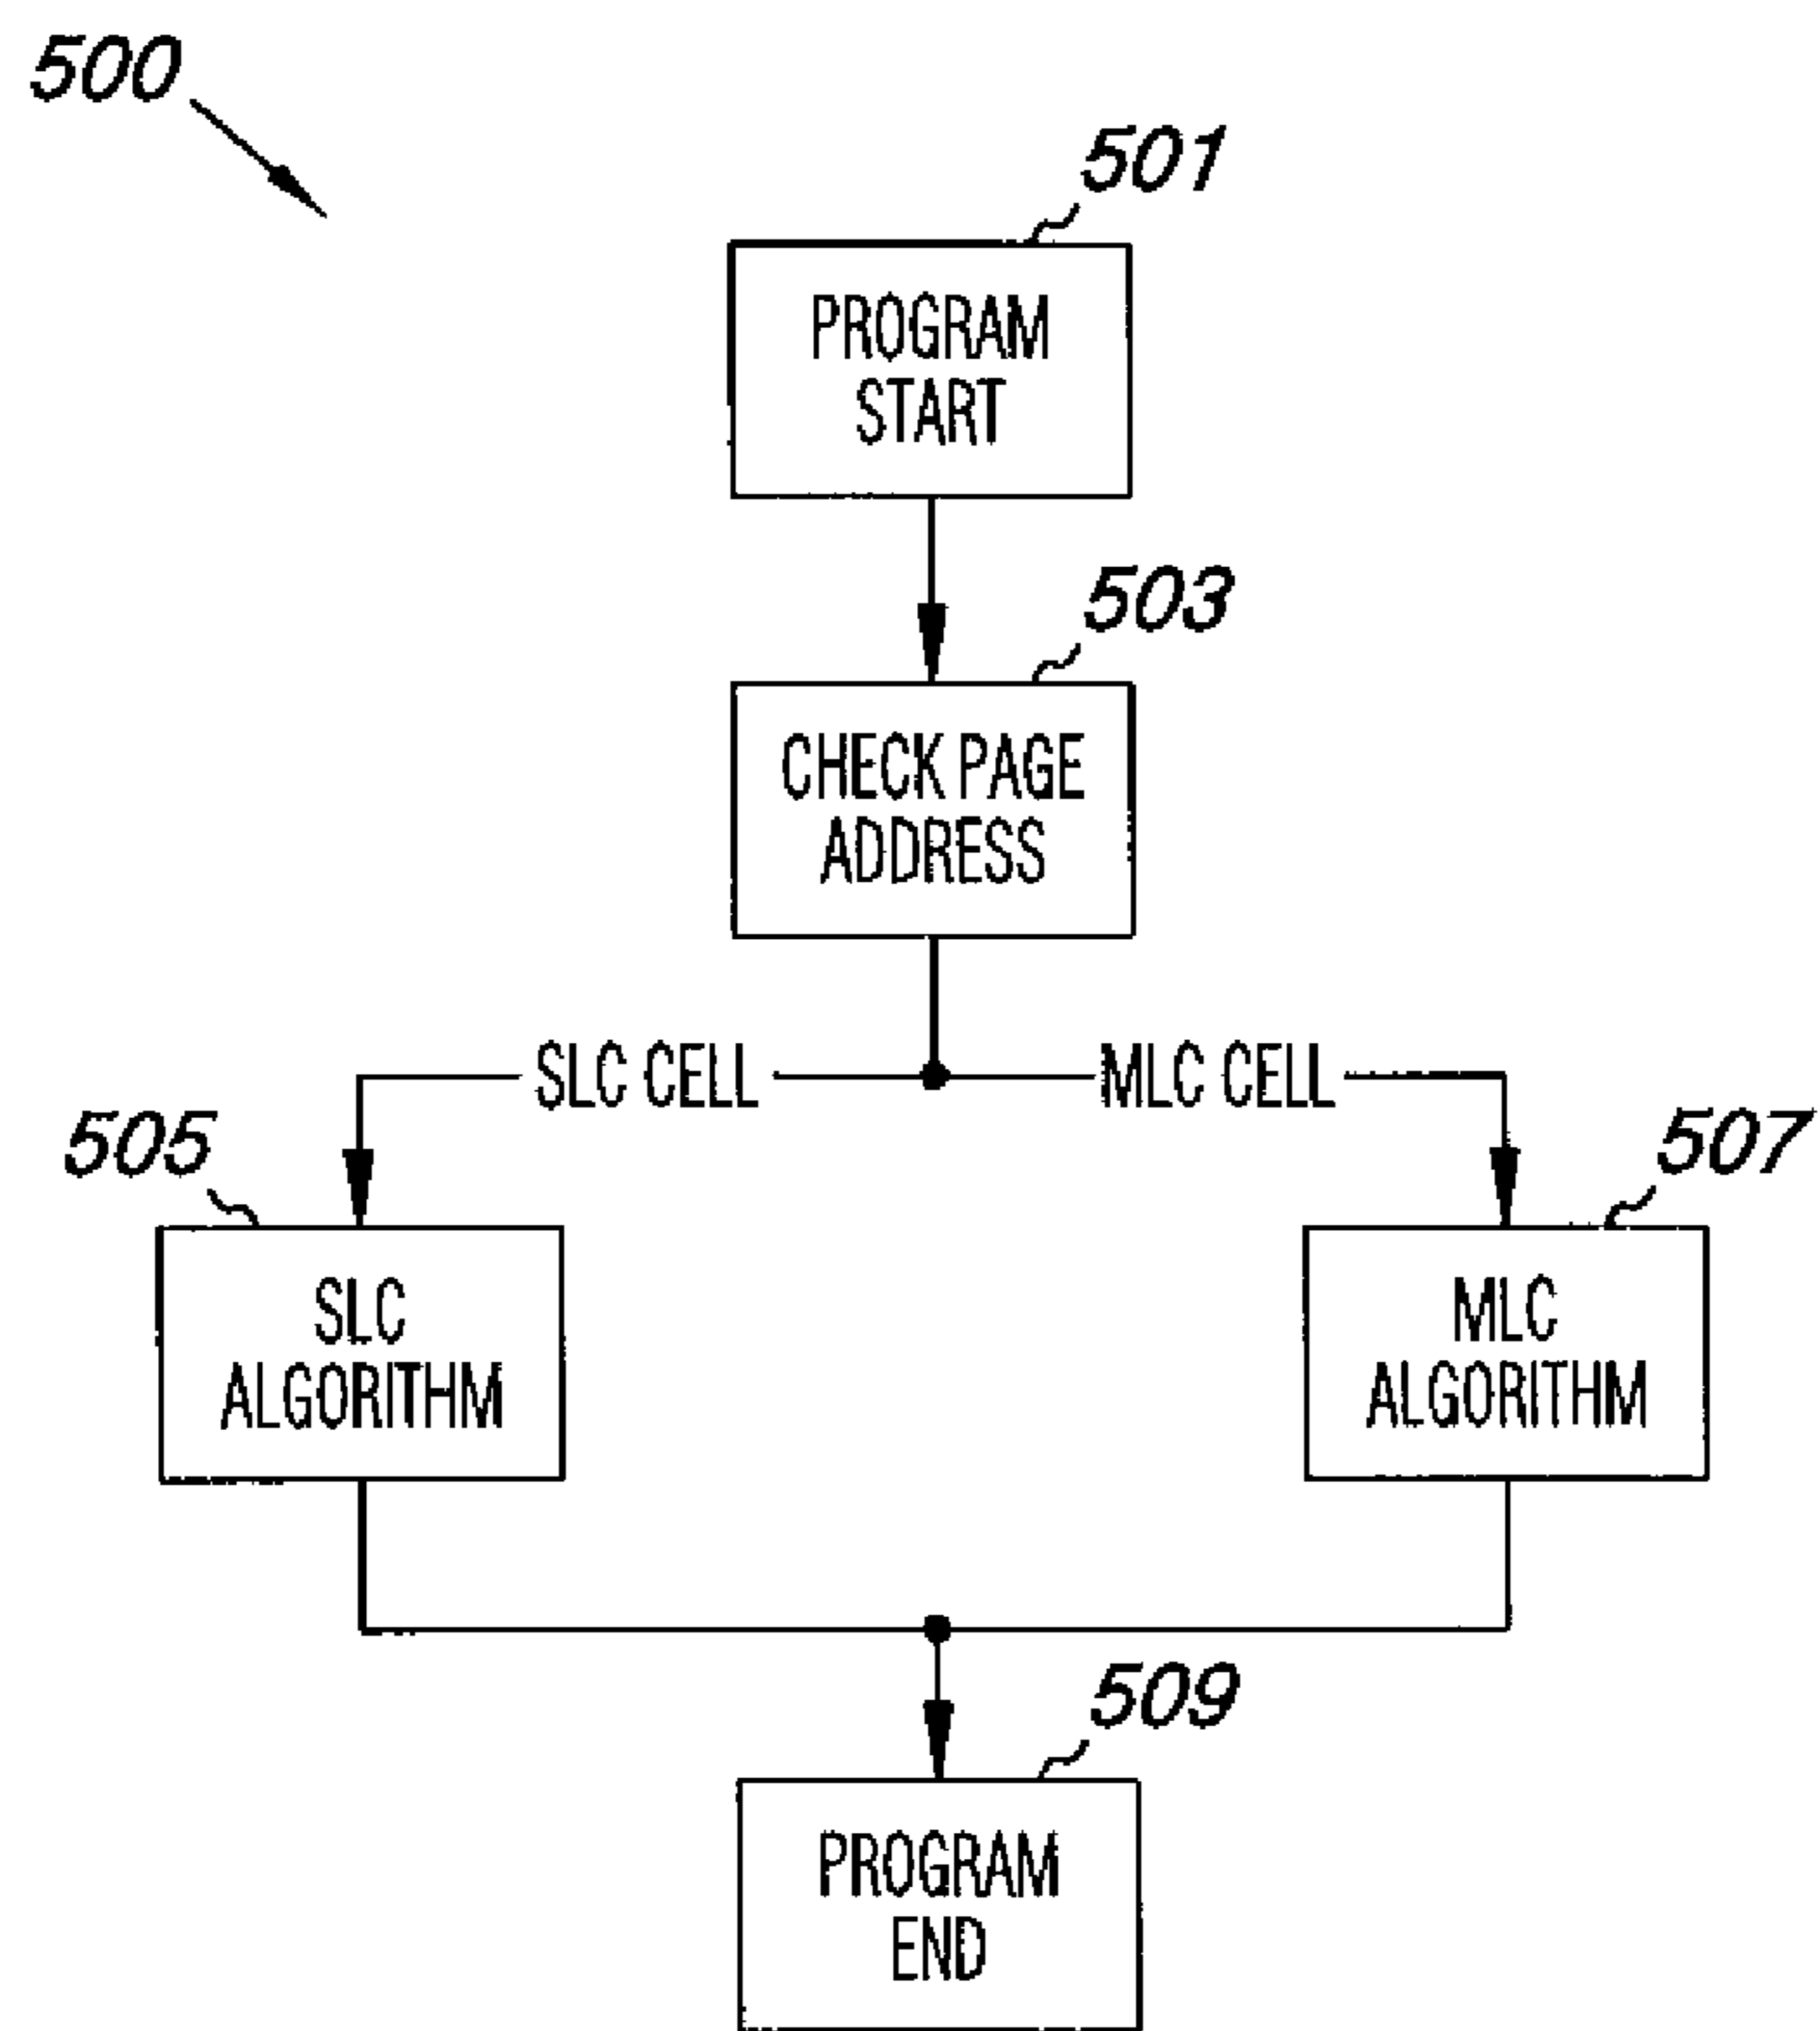 500
501
PROGRAM
START
503
CHECK PAGE
ADDRESS
SLC CELL
MLC CELL
505
507
SLC
ALGORITHM
MLC
ALGORITHM
509
PROGRAM
END